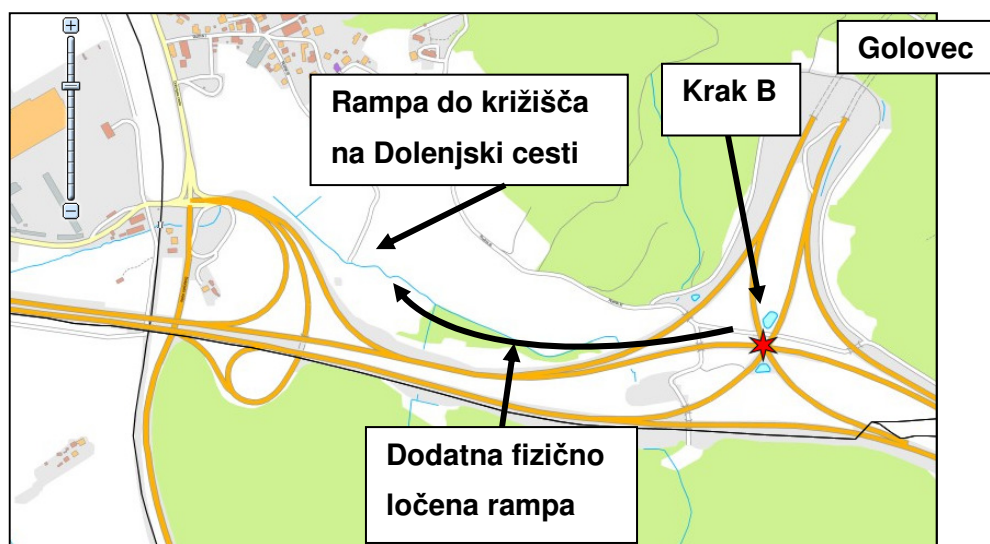 Golovec
Krak B
Rampa do križišča
na Dolenjski cesti
Dodatna fizično
ločena rampa